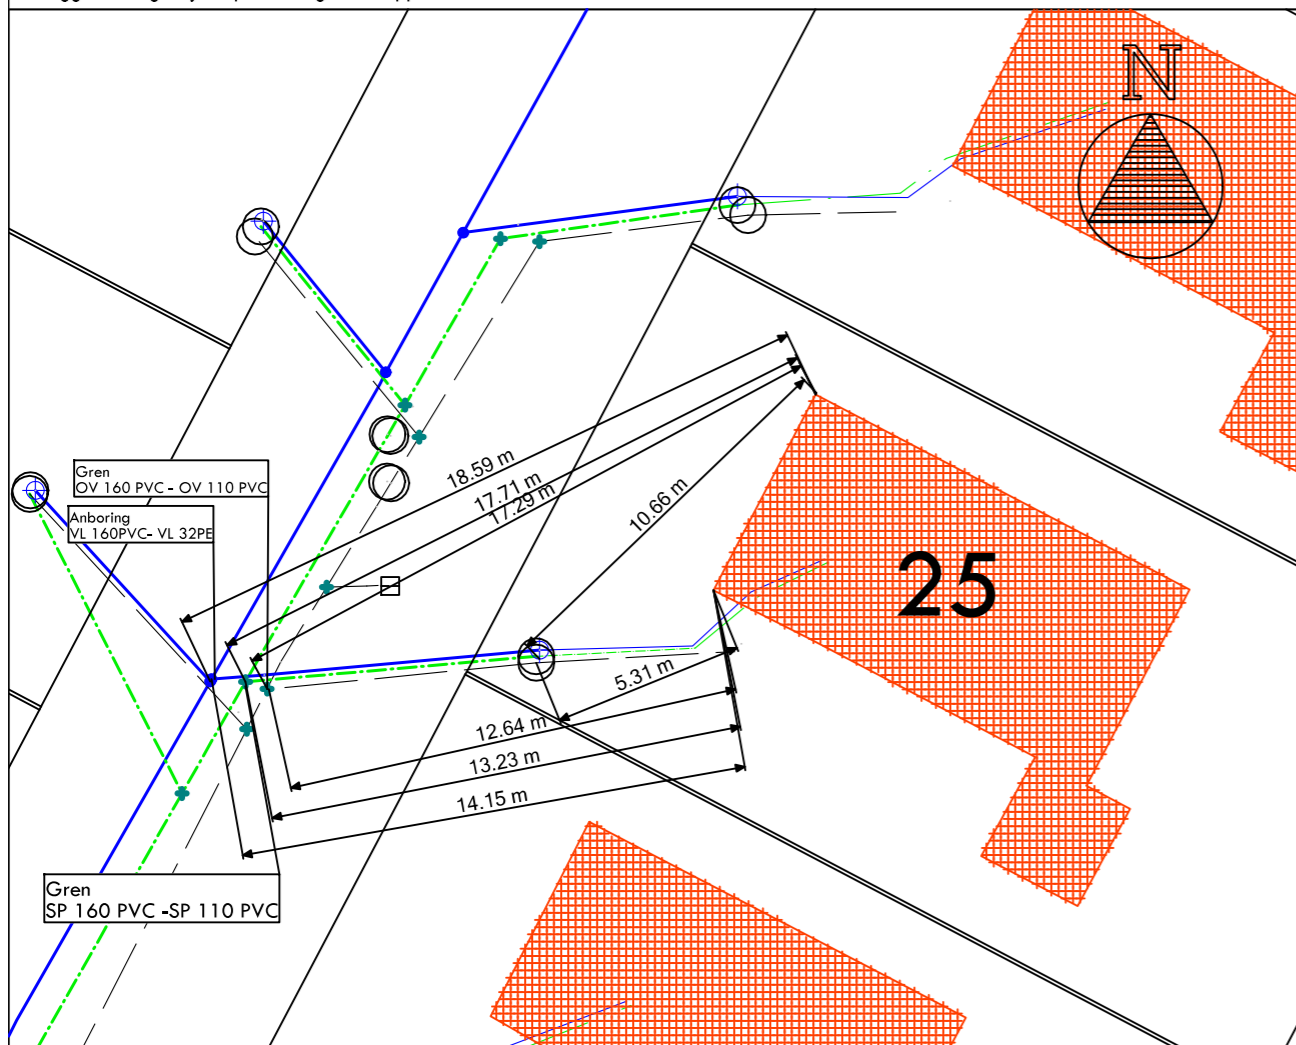 N
18.59 m
17.71 m
17.29 m
10.66 m
Gren
OV 160 PVC - OV 110 PVC
Anboring
VL 160PVC- VL 32PE
25
5.31 m
12.64 m
13.23 m
14.15 m
Gren
SP 160 PVC -SP 110 PVC